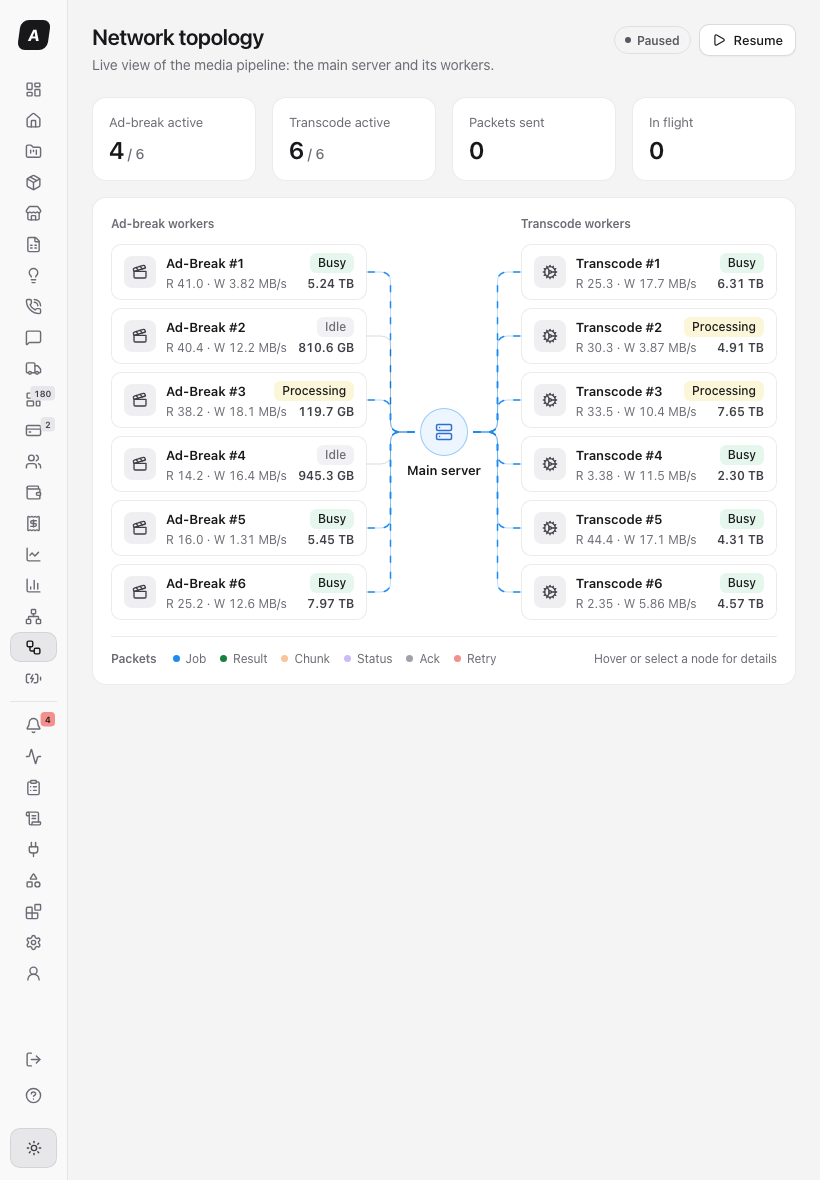 A
Network topology
Live view of the media pipeline: the main server and its workers.
Paused
Resume
Ad-break active
4 / 6
Transcode active
6 / 6
Packets sent
0
In flight
0
180
2
4
Ad-break workers
Ad-Break #1
Busy
R 41.0 · W 3.82 MB/s
5.24 TB
Ad-Break #2
Idle
R 40.4 · W 12.2 MB/s
810.6 GB
Ad-Break #3
Processing
R 38.2 · W 18.1 MB/s
119.7 GB
Ad-Break #4
Idle
R 14.2 · W 16.4 MB/s
945.3 GB
Ad-Break #5
Busy
R 16.0 · W 1.31 MB/s
5.45 TB
Ad-Break #6
Busy
R 25.2 · W 12.6 MB/s
7.97 TB
Main server
Transcode workers
Transcode #1
Busy
R 25.3 · W 17.7 MB/s
6.31 TB
Transcode #2
Processing
R 30.3 · W 3.87 MB/s
4.91 TB
Transcode #3
Processing
R 33.5 · W 10.4 MB/s
7.65 TB
Transcode #4
Busy
R 3.38 · W 11.5 MB/s
2.30 TB
Transcode #5
Busy
R 44.4 · W 17.1 MB/s
4.31 TB
Transcode #6
Busy
R 2.35 · W 5.86 MB/s
4.57 TB
Packets
Job
Result
Chunk
Status
Ack
Retry
Hover or select a node for details